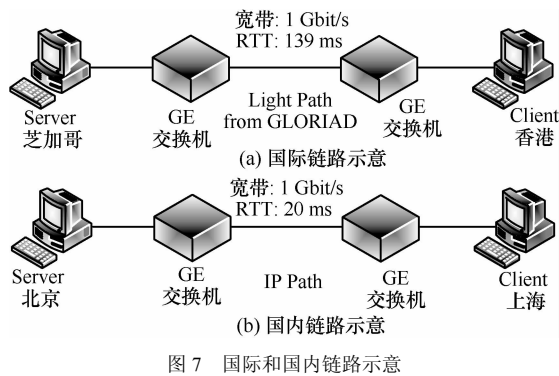 宽带: 1 Gbit/s
RTT: 139 ms
Server
芝加哥
GE
交换机
Light Path
from GLORIAD
GE
交换机
Client
香港
(a) 国际链路示意
宽带: 1 Gbit/s
RTT: 20 ms
Server
北京
GE
交换机
IP Path
GE
交换机
Client
上海
(b) 国内链路示意
图 7 国际和国内链路示意